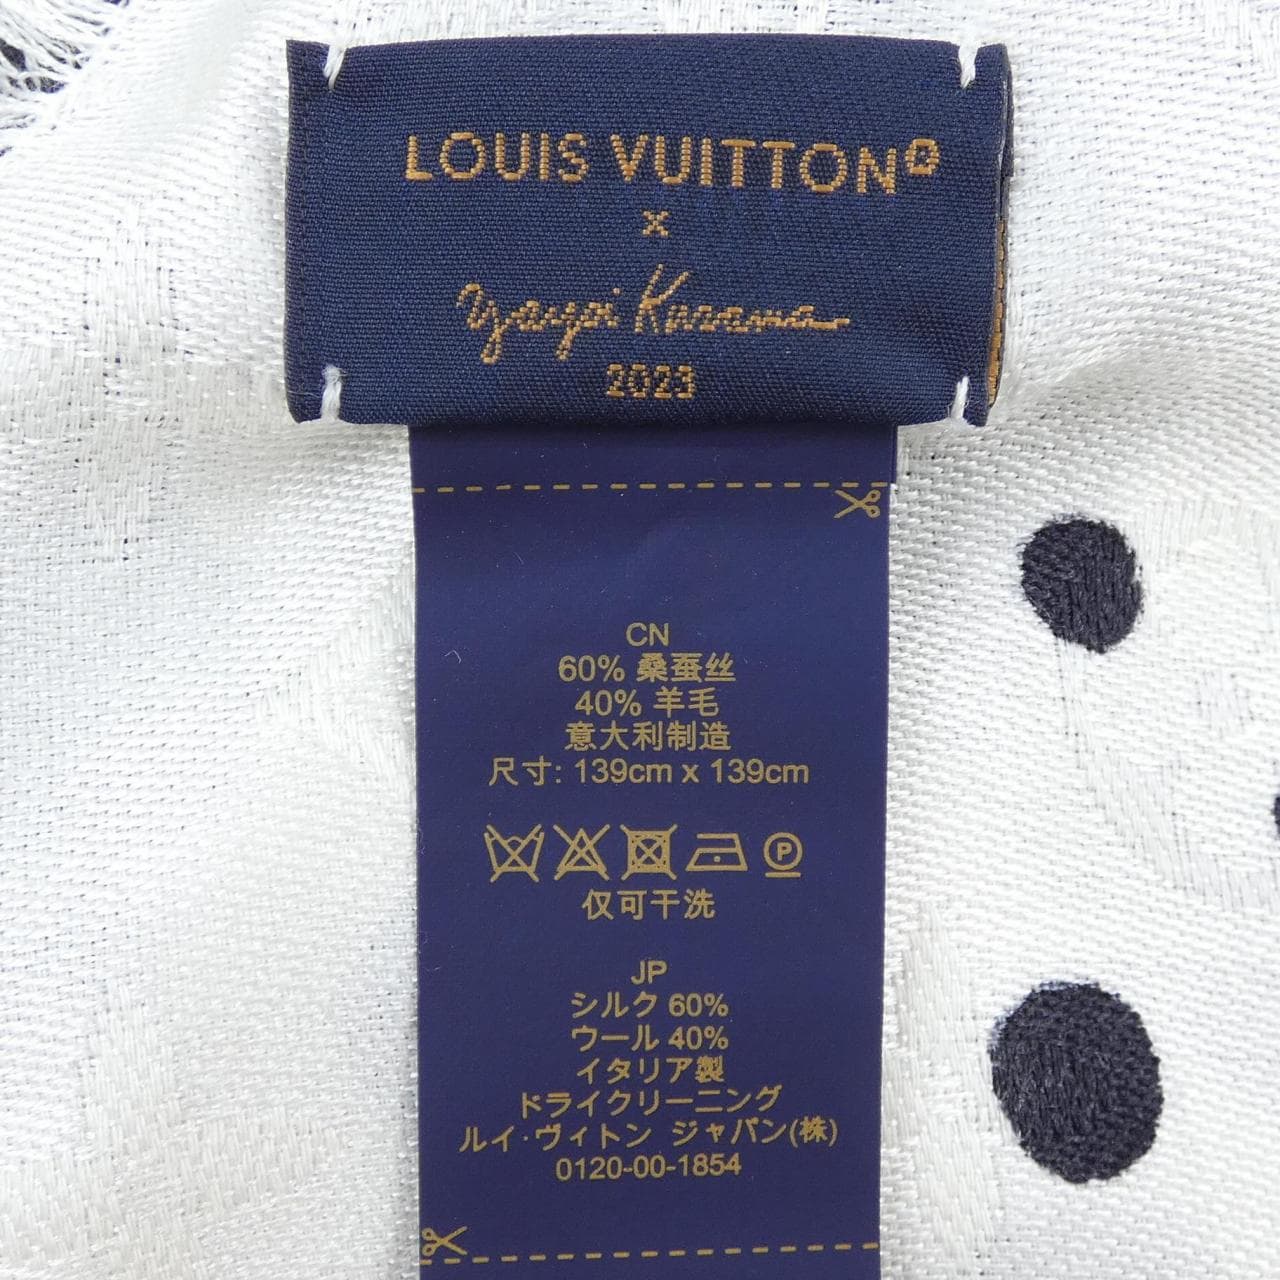 LOUIS VUITTON®
x
Yayoi Kusama
2023
CN
60% 桑蚕丝
40% 羊毛
意大利制造
尺寸: 139cm x 139cm
P
仅可干洗
JP
シルク 60%
ウール 40%
イタリア製
ドライクリーニング
ルイ・ヴィトン ジャパン(株)
0120-00-1854